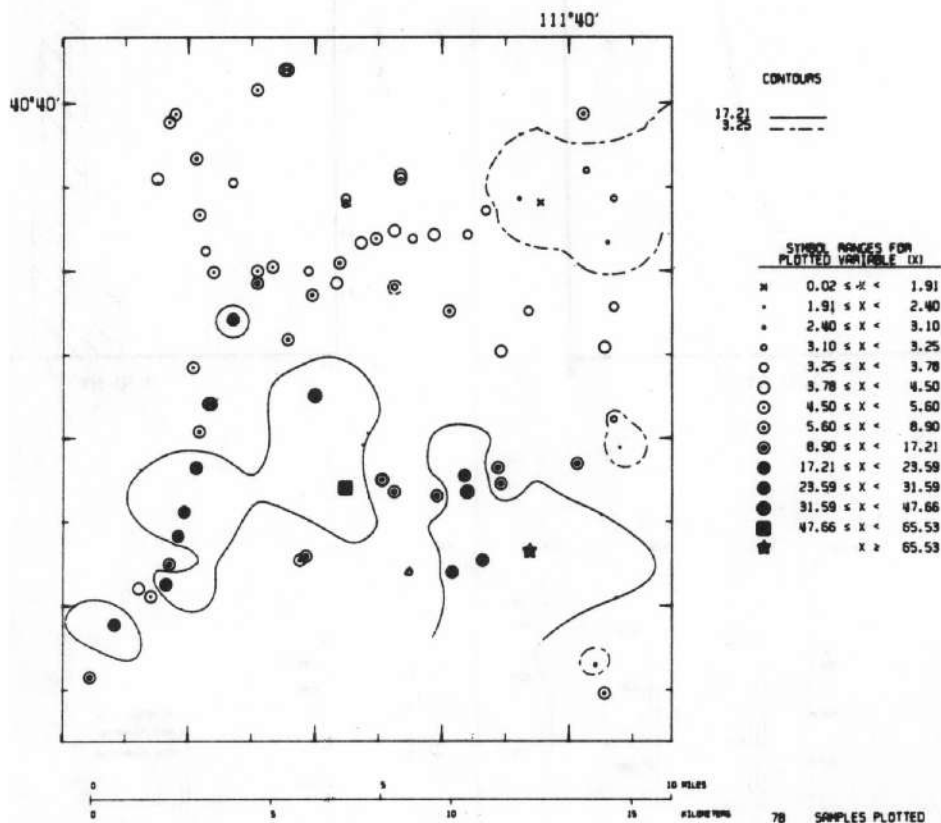 111°40'
40°40'
CONTOURS
17.21
3.25
SYMBOL RANGES FOR
PLOTTED VARIABLE (X)
0.02 ≤ X < 1.91
1.91 ≤ X < 2.40
2.40 ≤ X < 3.10
3.10 ≤ X < 3.25
3.25 ≤ X < 3.78
3.78 ≤ X < 4.50
4.50 ≤ X < 5.60
5.60 ≤ X < 8.90
8.90 ≤ X < 17.21
17.21 ≤ X < 23.59
23.59 ≤ X < 31.59
31.59 ≤ X < 47.66
47.66 ≤ X < 65.53
X ≥ 65.53
0 5 10 MILES
0 5 10 15 KILOMETERS
78 SAMPLES PLOTTED